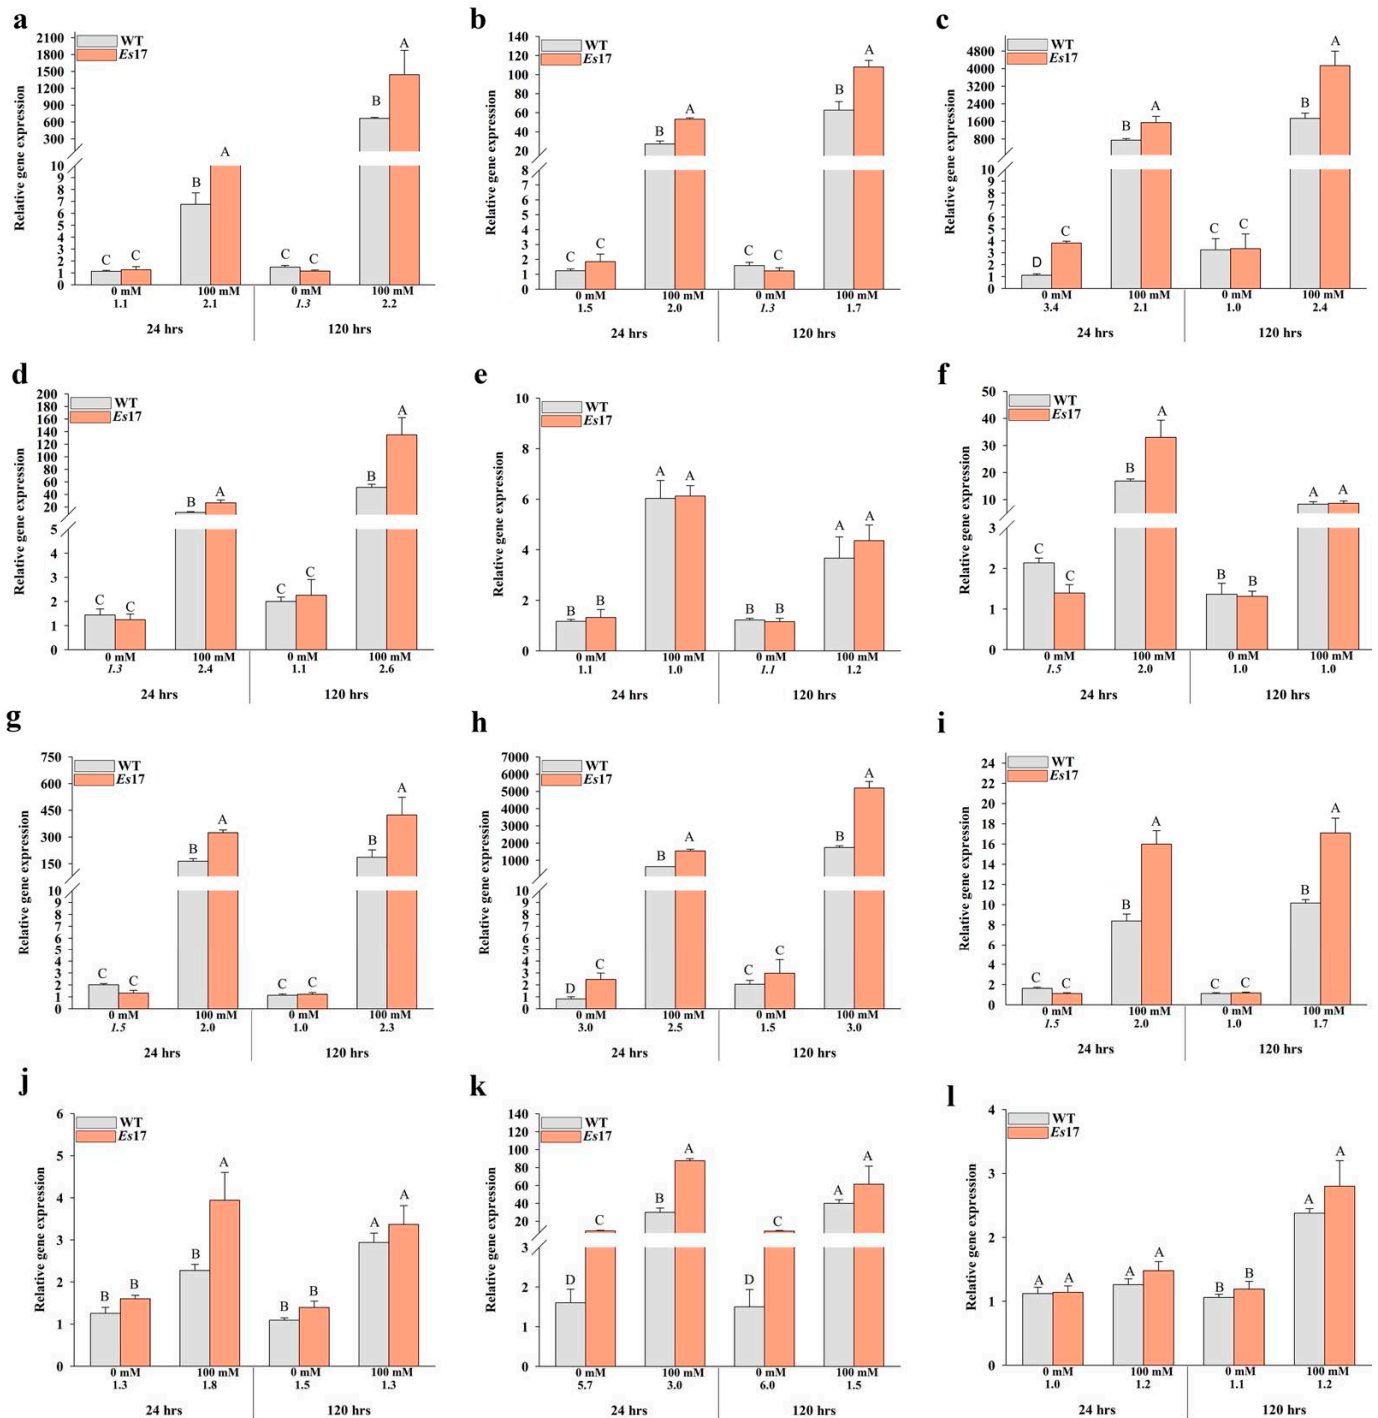 a
Relative gene expression
WT
Es17
2100
1800
1500
1200
900
600
300
10
9
8
7
6
5
4
3
2
1
0
C C B A C C B A
0 mM 100 mM 0 mM 100 mM
1.1 2.1 1.3 2.2
24 hrs 120 hrs
b
Relative gene expression
WT
Es17
140
120
100
80
60
40
20
8
7
6
5
4
3
2
1
0
C C B A C C B A
0 mM 100 mM 0 mM 100 mM
1.5 2.0 1.3 1.7
24 hrs 120 hrs
c
Relative gene expression
WT
Es17
4800
4000
3200
2400
1600
800
10
9
8
7
6
5
4
3
2
1
0
D C B A C C B A
0 mM 100 mM 0 mM 100 mM
3.4 2.1 1.0 2.4
24 hrs 120 hrs
d
Relative gene expression
WT
Es17
200
180
160
140
120
100
80
60
40
20
5
4
3
2
1
0
C C B A C C B A
0 mM 100 mM 0 mM 100 mM
1.3 2.4 1.1 2.6
24 hrs 120 hrs
e
Relative gene expression
WT
Es17
10
8
6
4
2
0
B B A A B B A A
0 mM 100 mM 0 mM 100 mM
1.1 1.0 1.1 1.2
24 hrs 120 hrs
f
Relative gene expression
WT
Es17
50
40
30
20
10
3
2
1
0
C C B A B B A A
0 mM 100 mM 0 mM 100 mM
1.5 2.0 1.0 1.0
24 hrs 120 hrs
g
Relative gene expression
WT
Es17
750
600
450
300
150
10
9
8
7
6
5
4
3
2
1
0
C C B A C C B A
0 mM 100 mM 0 mM 100 mM
1.5 2.0 1.0 2.3
24 hrs 120 hrs
h
Relative gene expression
WT
Es17
7000
6000
5000
4000
3000
2000
1000
10
9
8
7
6
5
4
3
2
1
0
D C B A C C B A
0 mM 100 mM 0 mM 100 mM
3.0 2.5 1.5 3.0
24 hrs 120 hrs
i
Relative gene expression
WT
Es17
24
22
20
18
16
14
12
10
8
6
4
2
0
C C B A C C B A
0 mM 100 mM 0 mM 100 mM
1.5 2.0 1.0 1.7
24 hrs 120 hrs
j
Relative gene expression
WT
Es17
6
5
4
3
2
1
0
B B B A B B A A
0 mM 100 mM 0 mM 100 mM
1.3 1.8 1.5 1.3
24 hrs 120 hrs
k
Relative gene expression
WT
Es17
140
120
100
80
60
40
20
3
2
1
0
D C B A D C A A
0 mM 100 mM 0 mM 100 mM
5.7 3.0 6.0 1.5
24 hrs 120 hrs
l
Relative gene expression
WT
Es17
4
3
2
1
0
A A A A B B A A
0 mM 100 mM 0 mM 100 mM
1.0 1.2 1.1 1.2
24 hrs 120 hrs